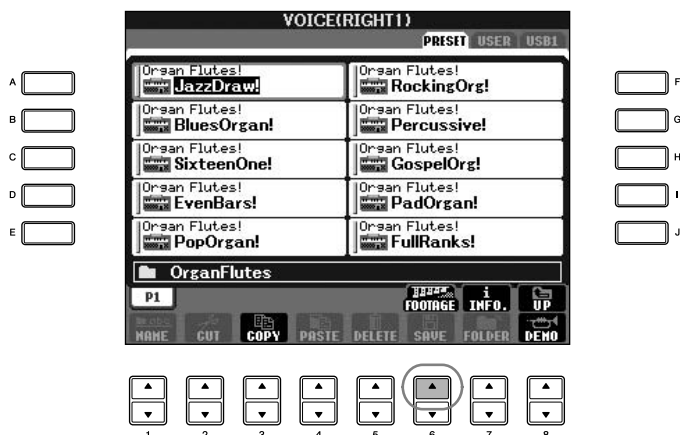 VOICE(RIGHT1)
PRESET USER USB1
A Organ Flutes! Organ Flutes! F
JazzDraw! RockingOrg!
B Organ Flutes! Organ Flutes! G
BluesOrgan! Percussive!
C Organ Flutes! Organ Flutes! H
SixteenOne! GospelOrg!
D Organ Flutes! Organ Flutes! I
EvenBars! PadOrgan!
E Organ Flutes! Organ Flutes! J
PopOrgan! FullRanks!
OrganFlutes
P1 FOOTAGE INFO. UP
NAME CUT COPY PASTE DELETE SAVE FOLDER DEMO
1 2 3 4 5 6 7 8